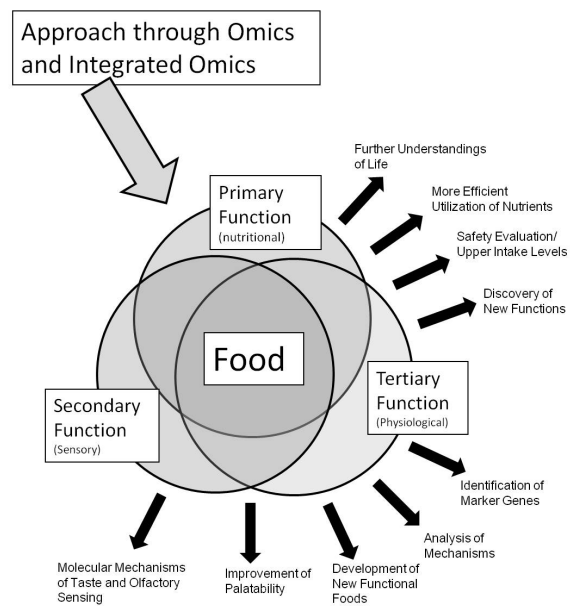 Approach through Omics
and Integrated Omics
Further Understandings
of Life
Primary
Function
(nutritional)
More Efficient
Utilization of Nutrients
Safety Evaluation/
Upper Intake Levels
Discovery of
New Functions
Food
Secondary
Function
(Sensory)
Tertiary
Function
(Physiological)
Identification of
Marker Genes
Analysis of
Mechanisms
Development of
New Functional
Foods
Improvement of
Palatability
Molecular Mechanisms
of Taste and Olfactory
Sensing